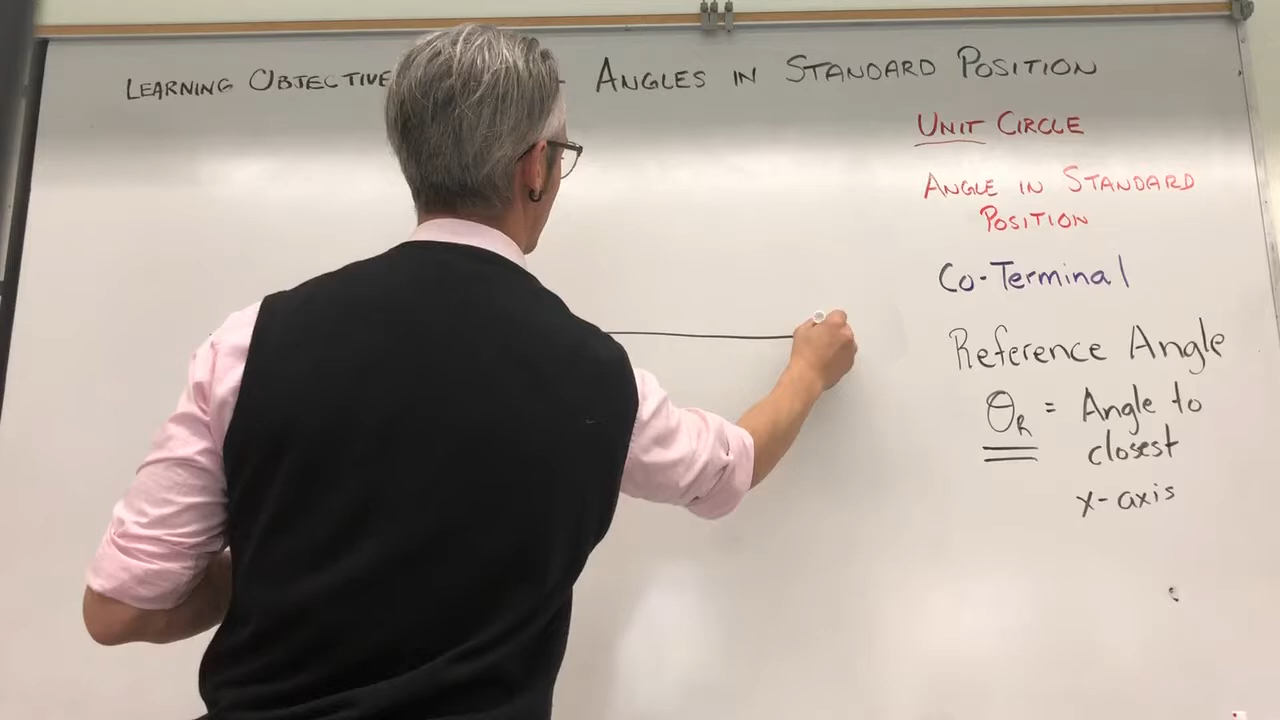 LEARNING OBJECTIVE - ANGLES IN STANDARD POSITION
UNIT CIRCLE
ANGLE IN STANDARD
POSITION
Co-Terminal
Reference Angle
θR = Angle to
closest
x-axis